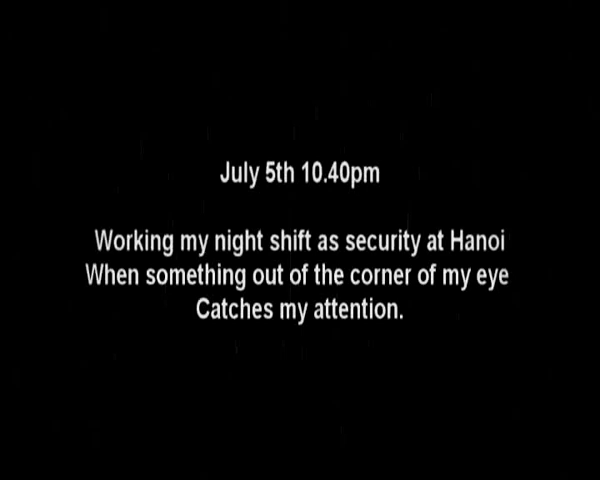 July 5th 10.40pm
Working my night shift as security at Hanoi
When something out of the corner of my eye
Catches my attention.